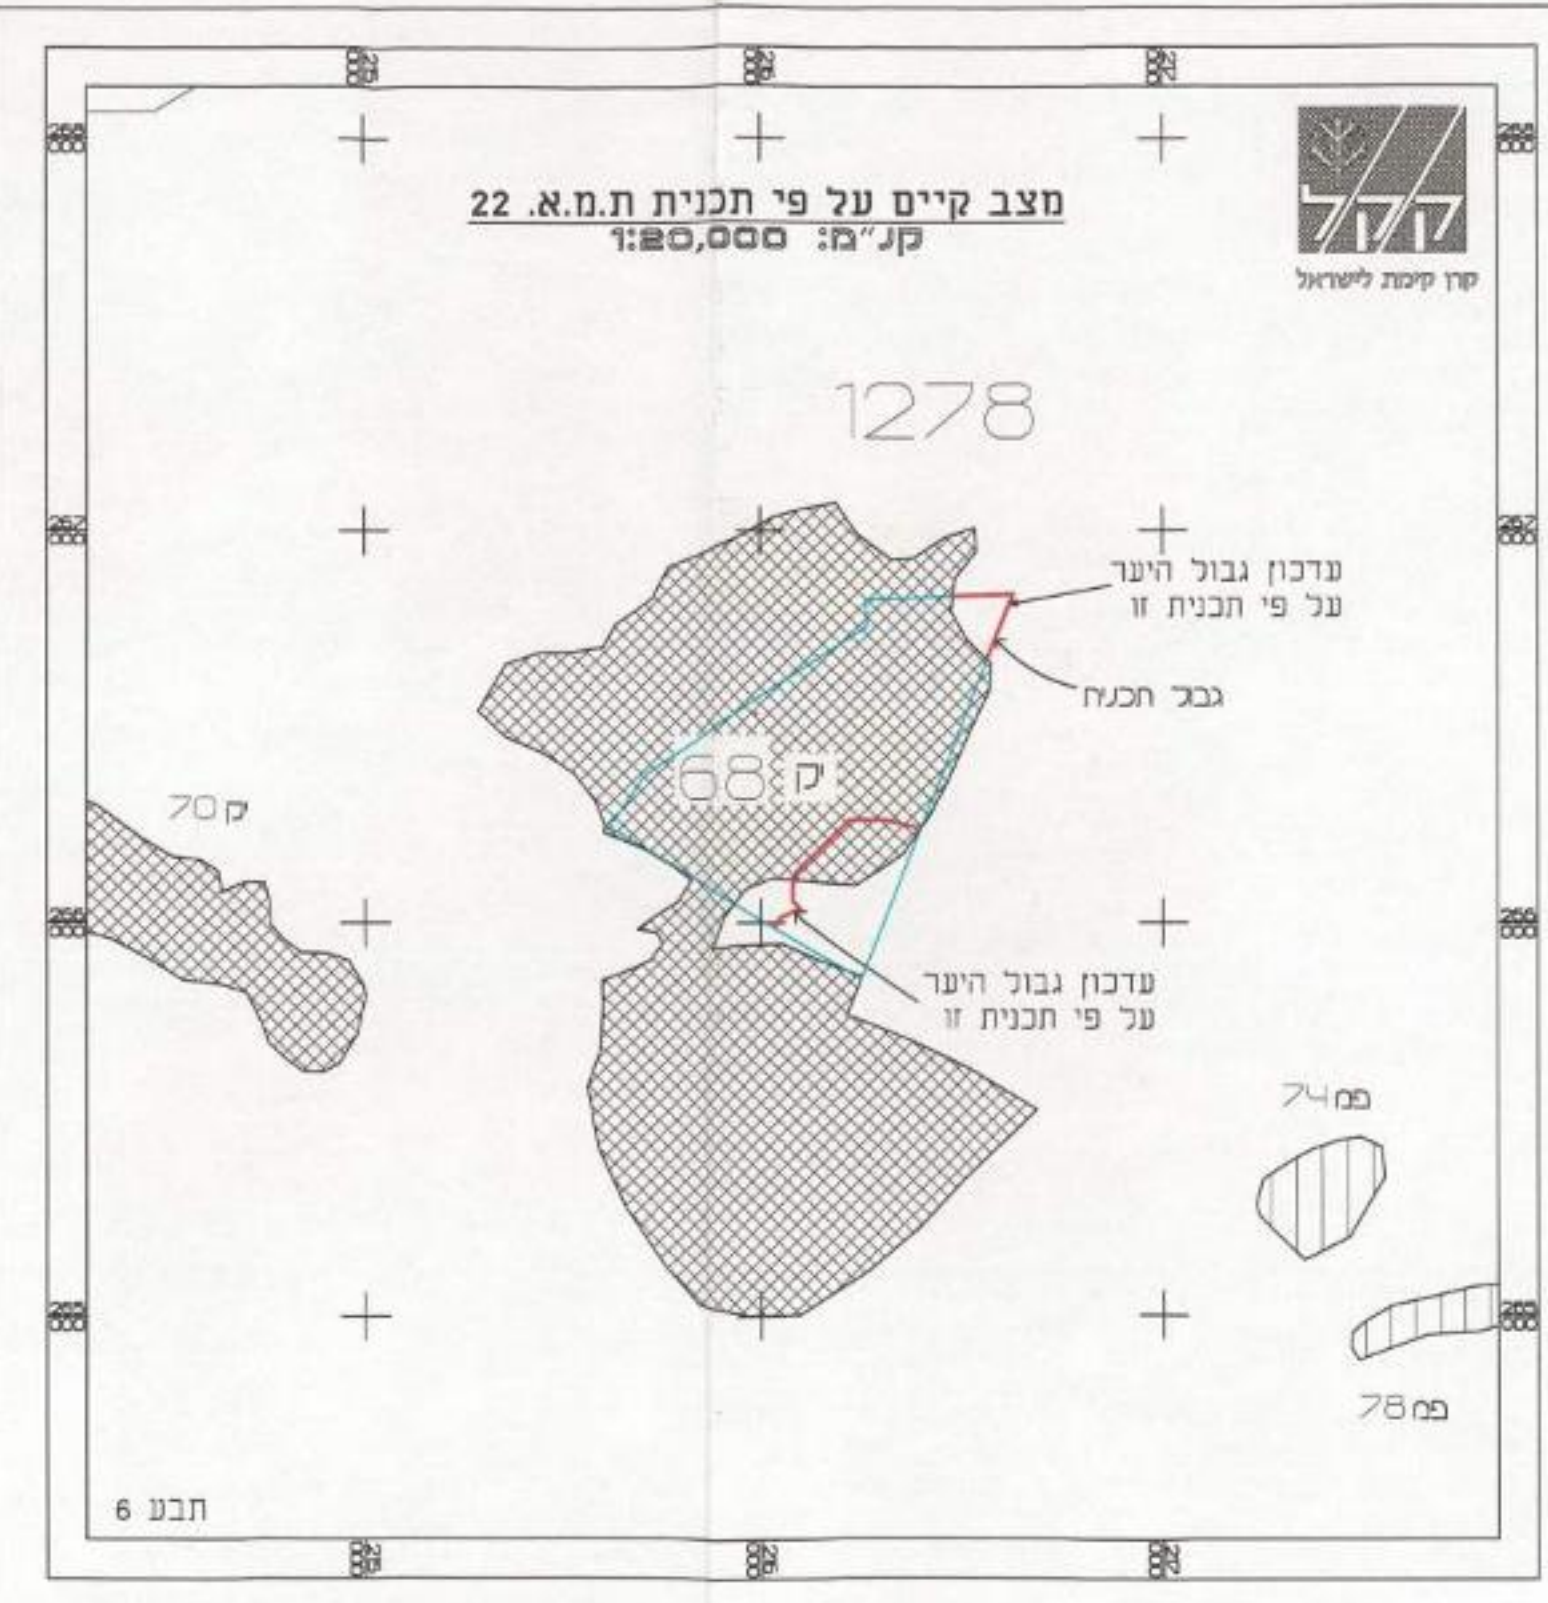 מצב קיים על פי תכנית ת.מ.א. 22
קנ״מ: 1:20,000
קקל
קרן קימת לישראל
1278
עדכון גבול היער
על פי תכנית זו
גבול תכנית
יק 68
יק 70
עדכון גבול היער
על פי תכנית זו
פמ 74
פמ 78
תבע 6